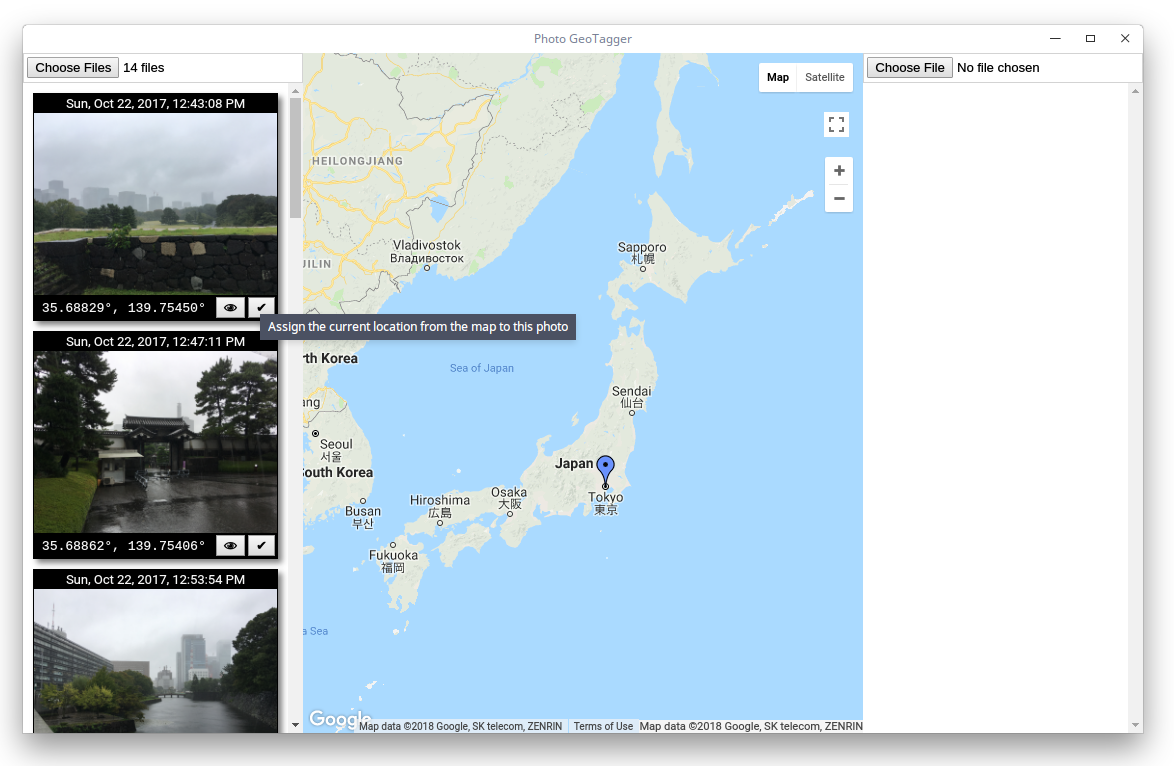 Photo GeoTagger
Choose Files 14 files
Sun, Oct 22, 2017, 12:43:08 PM
35.68829°, 139.75450°
Assign the current location from the map to this photo
Sun, Oct 22, 2017, 12:47:11 PM
35.68862°, 139.75406°
Sun, Oct 22, 2017, 12:53:54 PM
Map Satellite
HEILONGJIANG
Vladivostok
Владивосток
UILIN
Sapporo
札幌
rth Korea
Sea of Japan
ang
Sendai
仙台
Seoul
서울
South Korea
Japan
Tokyo
東京
Osaka
大阪
Hiroshima
広島
Busan
부산
Fukuoka
福岡
a Sea
Google
Map data ©2018 Google, SK telecom, ZENRIN Terms of Use Map data ©2018 Google, SK telecom, ZENRIN
Choose File No file chosen